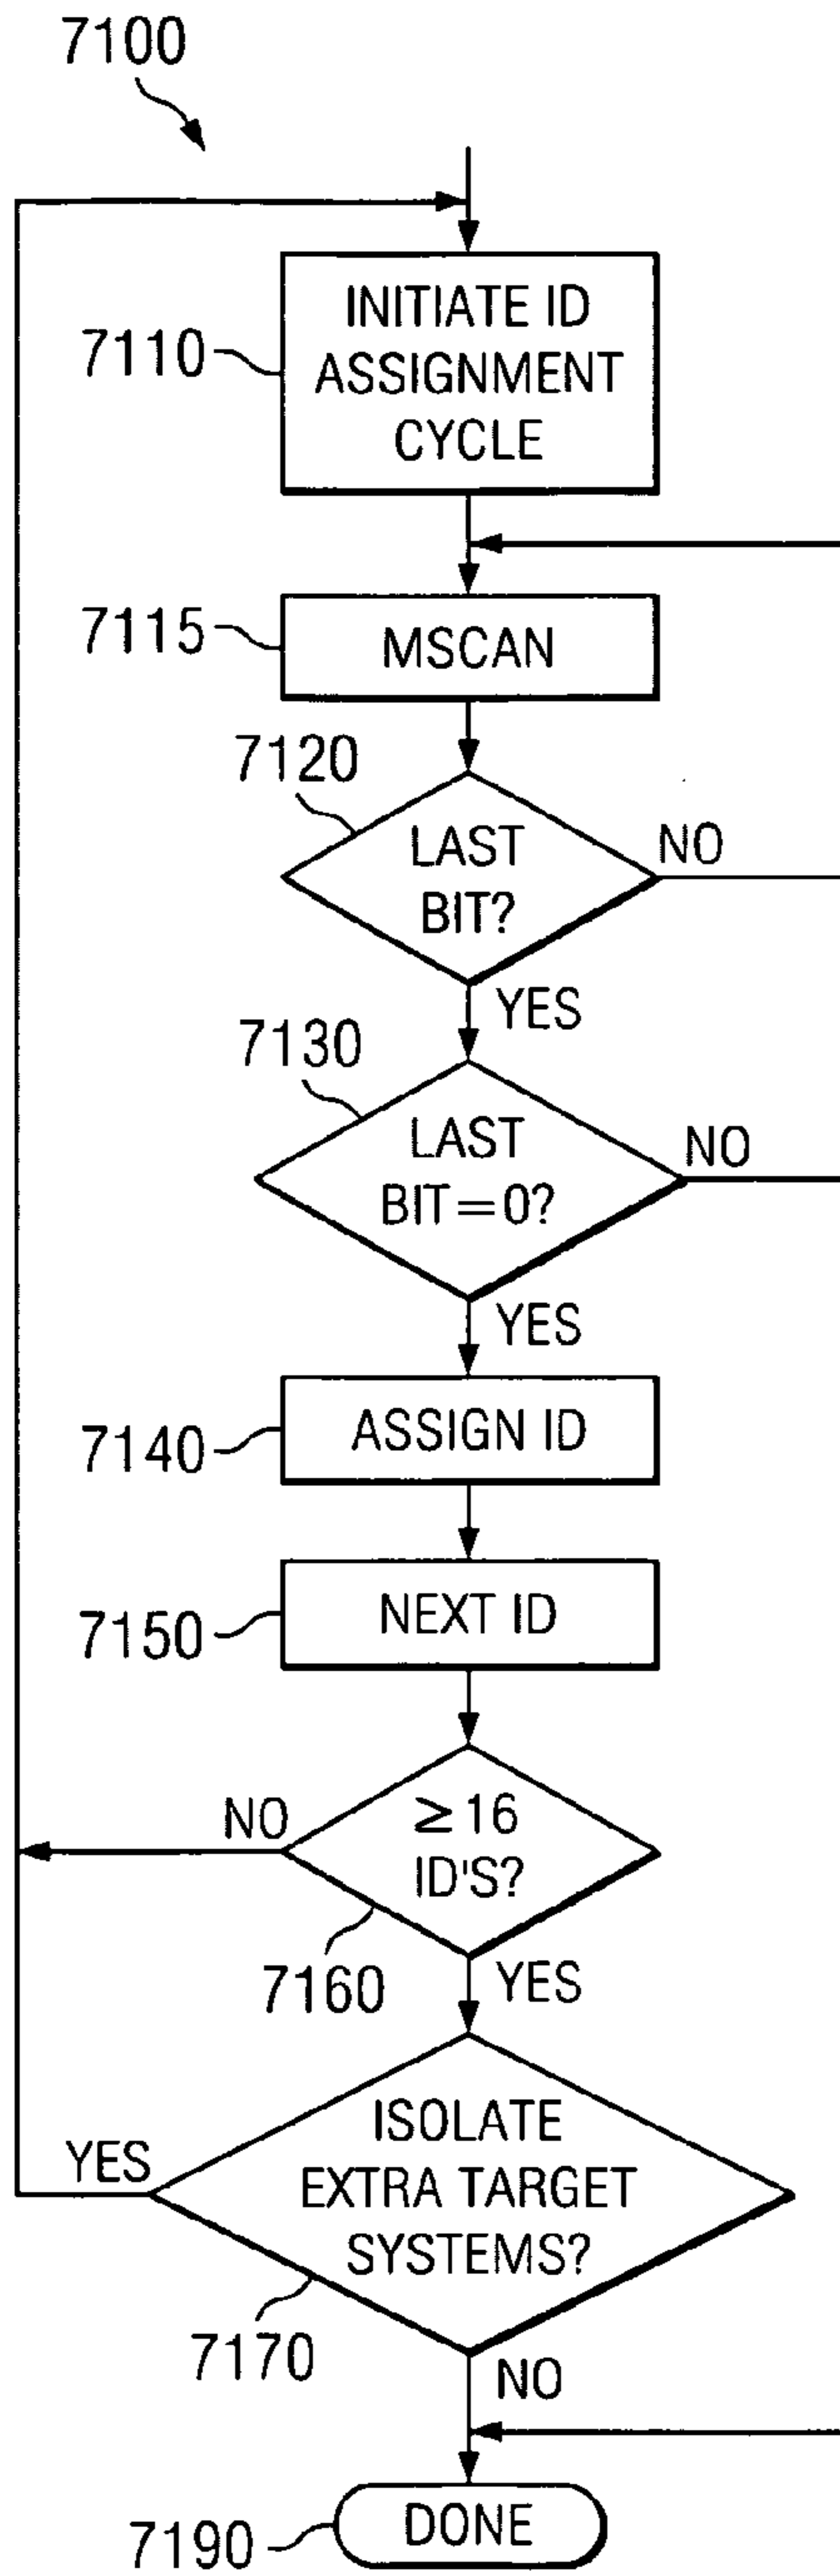 7100
INITIATE ID
ASSIGNMENT
CYCLE
7110
MSCAN
7115
7120
LAST
BIT?
NO
YES
7130
LAST
BIT=0?
NO
YES
ASSIGN ID
7140
NEXT ID
7150
NO
≥16
ID'S?
7160
YES
ISOLATE
EXTRA TARGET
SYSTEMS?
YES
7170
NO
DONE
7190